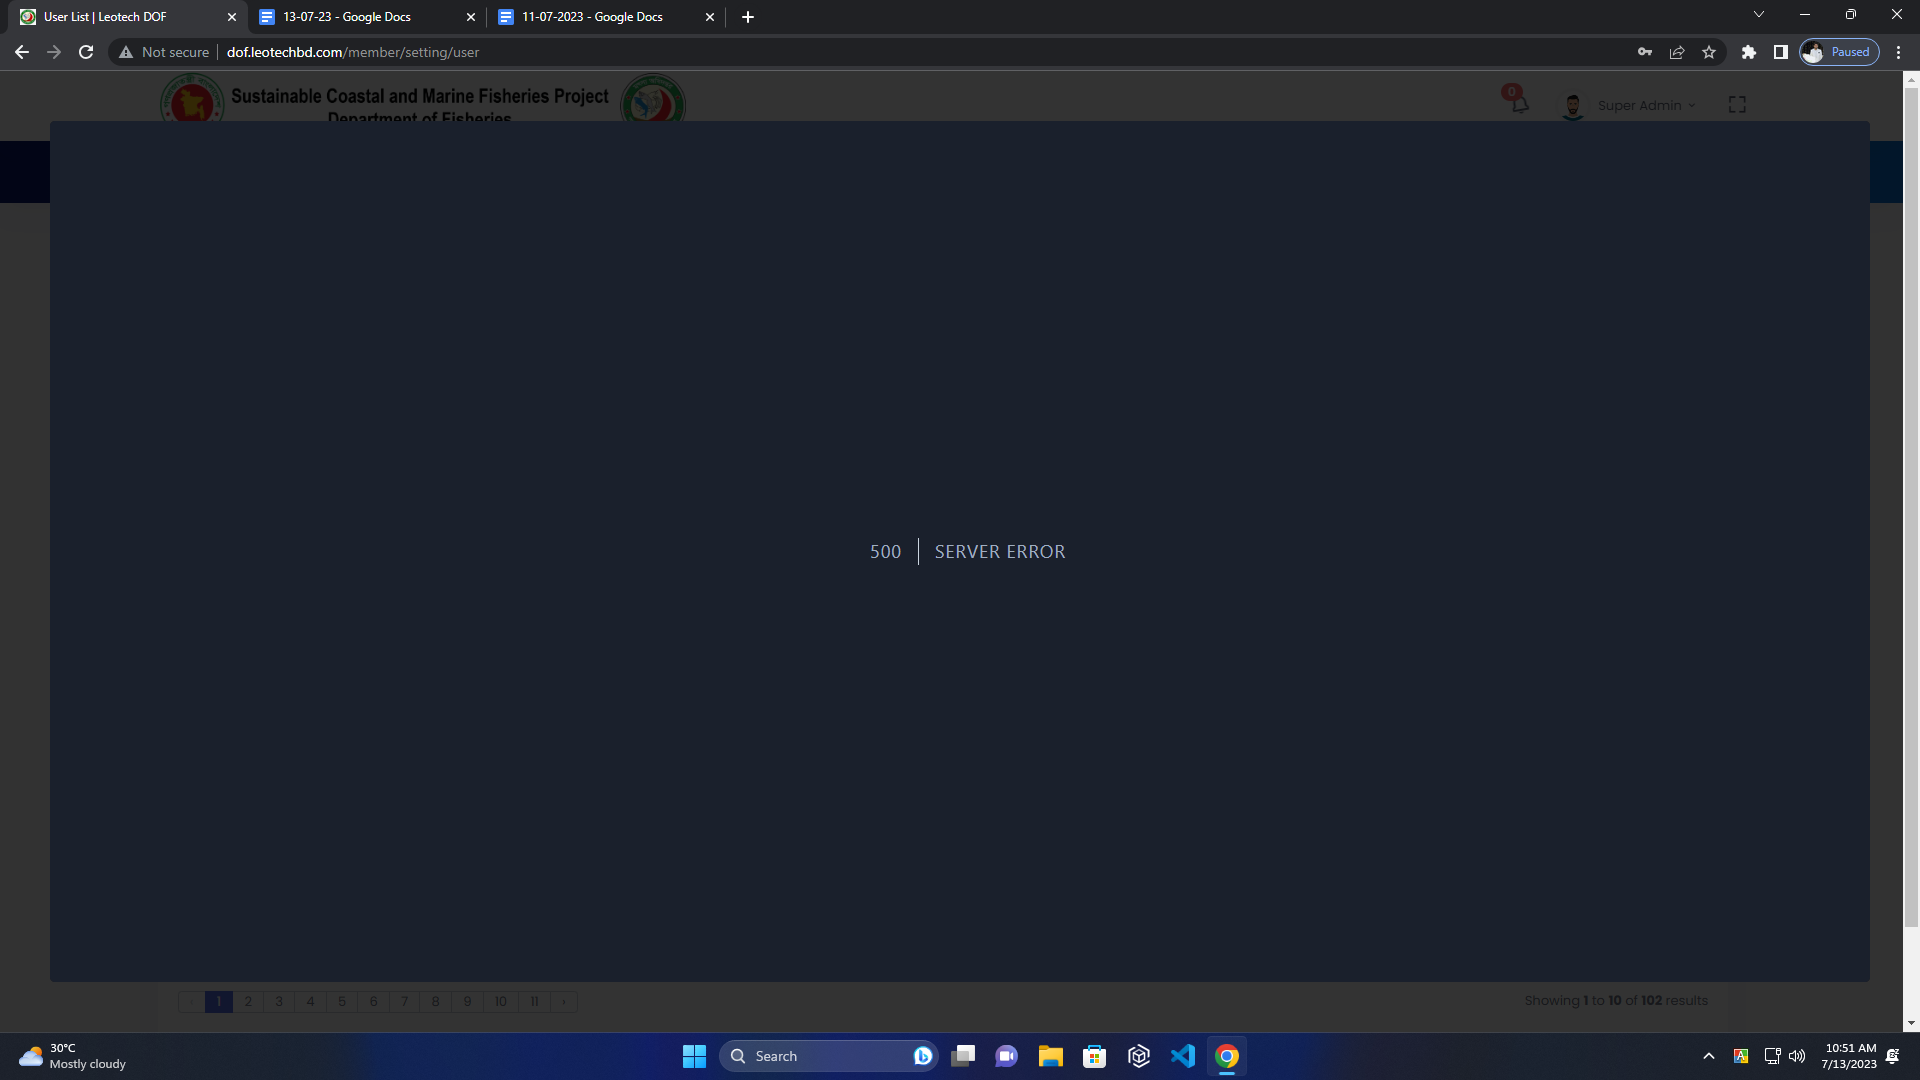 User List | Leotech DOF
13-07-23 - Google Docs
11-07-2023 - Google Docs
Not secure
dof.leotechbd.com/member/setting/user
Paused
Sustainable Coastal and Marine Fisheries Project
Department of Fisheries
0
Super Admin
500 | SERVER ERROR
‹ 1 2 3 4 5 6 7 8 9 10 11 ›
Showing 1 to 10 of 102 results
30°C
Mostly cloudy
Search
10:51 AM
7/13/2023